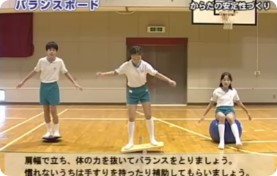 バランスボード
からだの安定性づくり
肩幅で立ち、体の力を抜いてバランスをとりましょう。
慣れないうちは手すりを持ったり補助してもらいましょう。